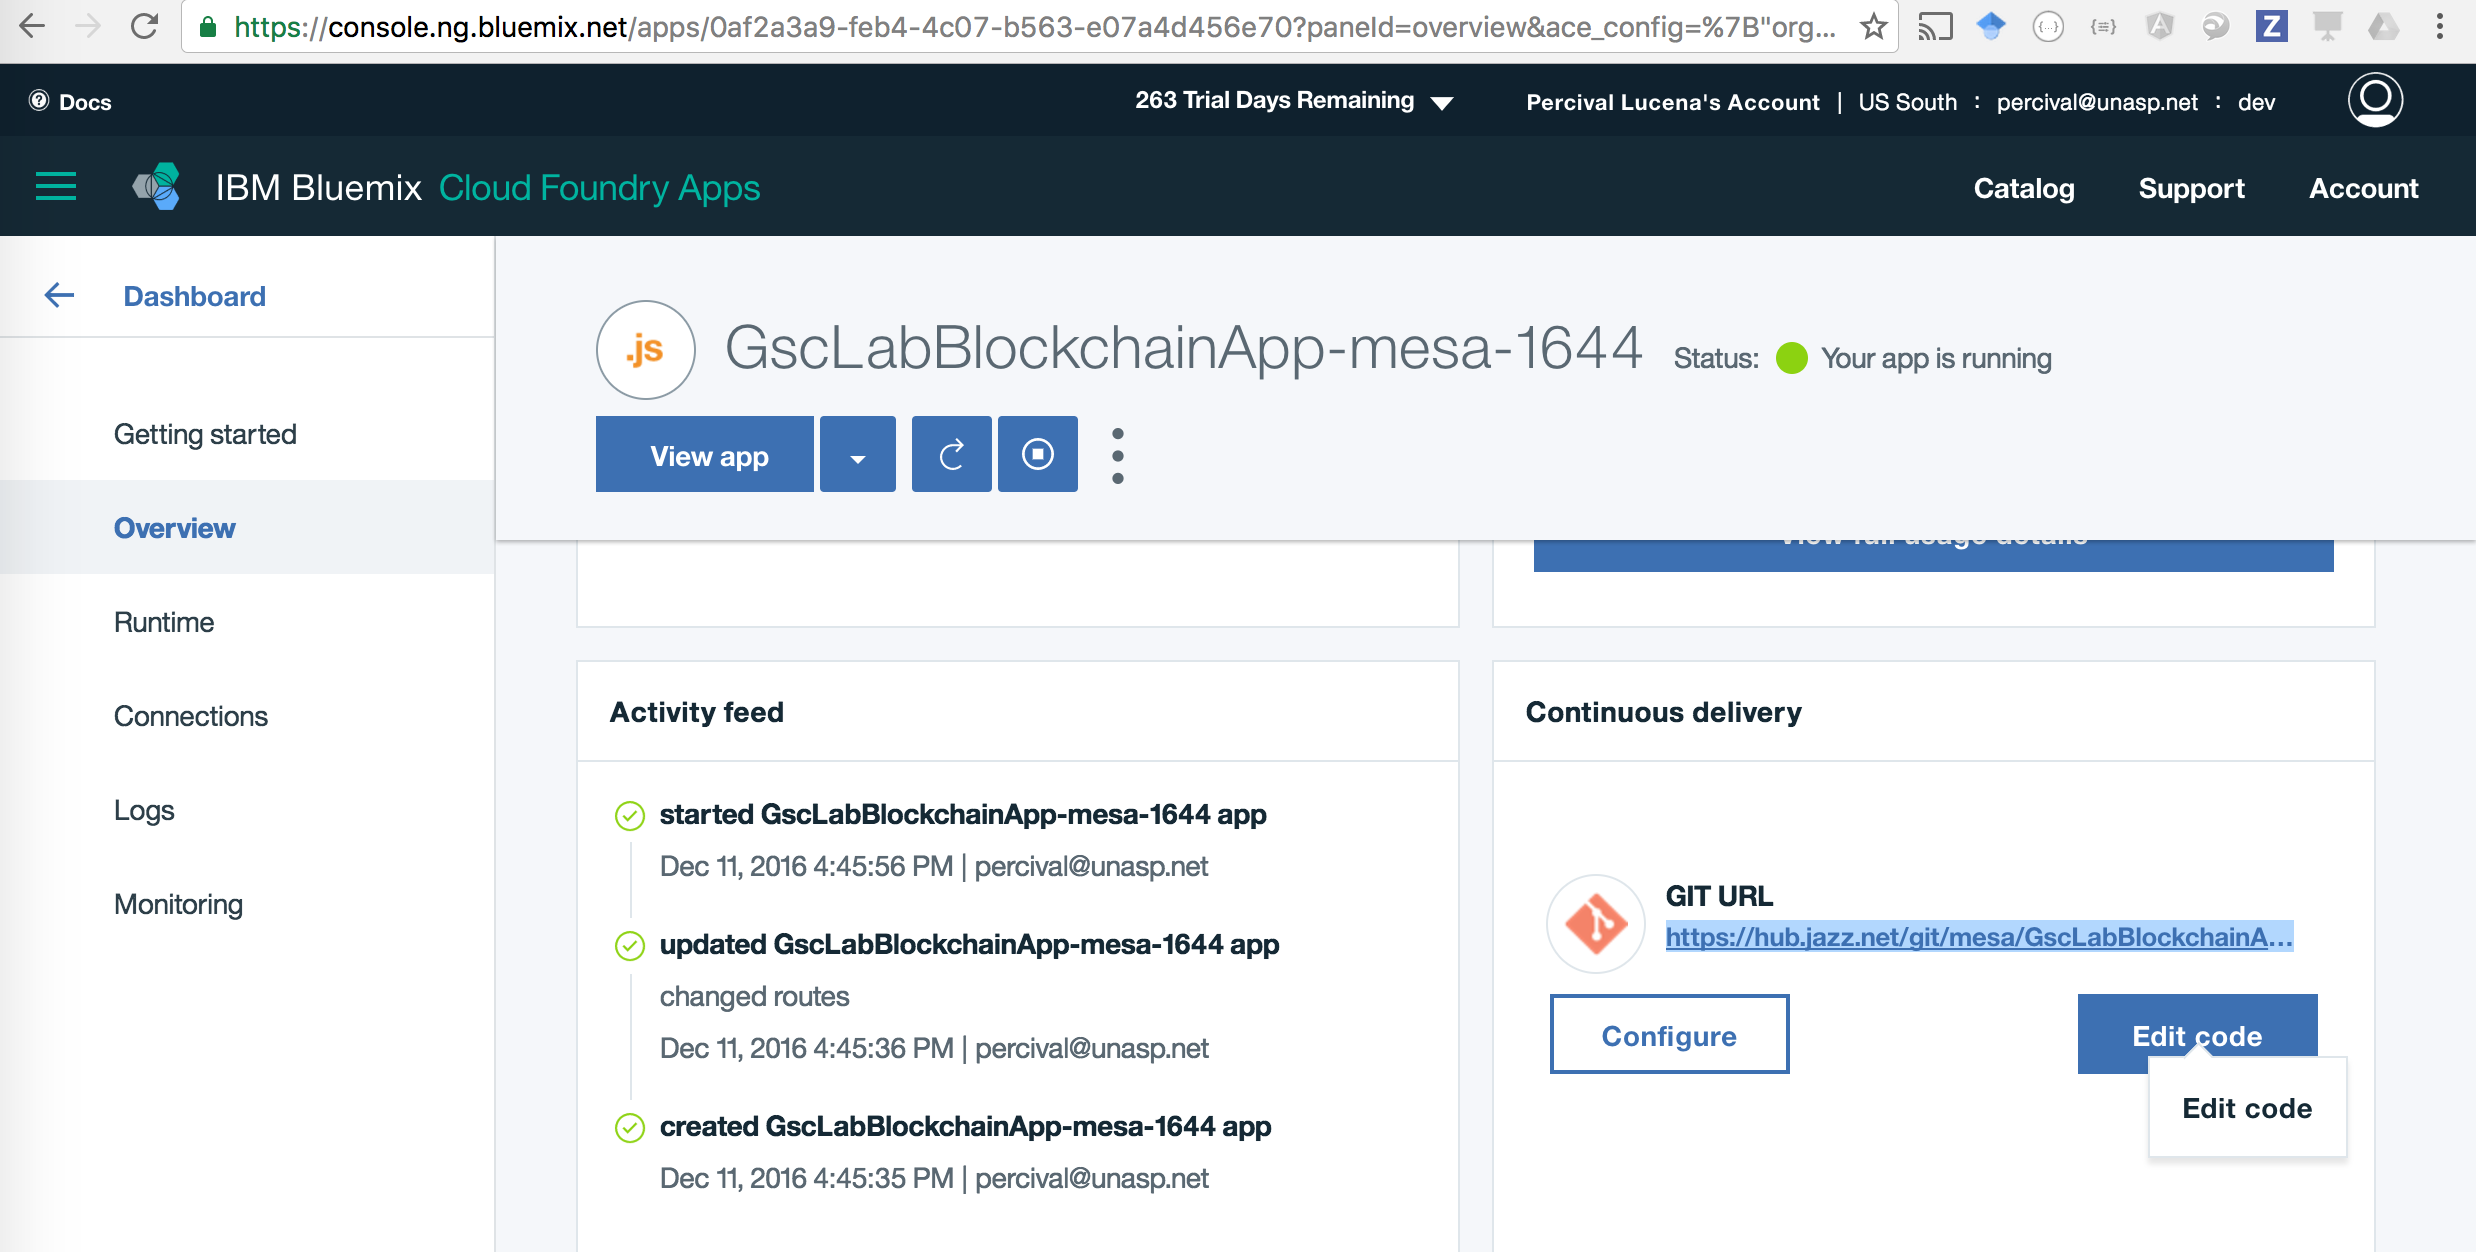 https://console.ng.bluemix.net/apps/0af2a3a9-feb4-4c07-b563-e07a4d456e70?paneId=overview&ace_config=%7B"org...
Docs
263 Trial Days Remaining
Percival Lucena's Account | US South : percival@unasp.net : dev
IBM Bluemix Cloud Foundry Apps
Catalog
Support
Account
Dashboard
Getting started
Overview
Runtime
Connections
Logs
Monitoring
.js
GscLabBlockchainApp-mesa-1644
Status: Your app is running
View app
View full usage details
Activity feed
started GscLabBlockchainApp-mesa-1644 app
Dec 11, 2016 4:45:56 PM | percival@unasp.net
updated GscLabBlockchainApp-mesa-1644 app
changed routes
Dec 11, 2016 4:45:36 PM | percival@unasp.net
created GscLabBlockchainApp-mesa-1644 app
Dec 11, 2016 4:45:35 PM | percival@unasp.net
Continuous delivery
GIT URL
https://hub.jazz.net/git/mesa/GscLabBlockchainA...
Configure
Edit code
Edit code